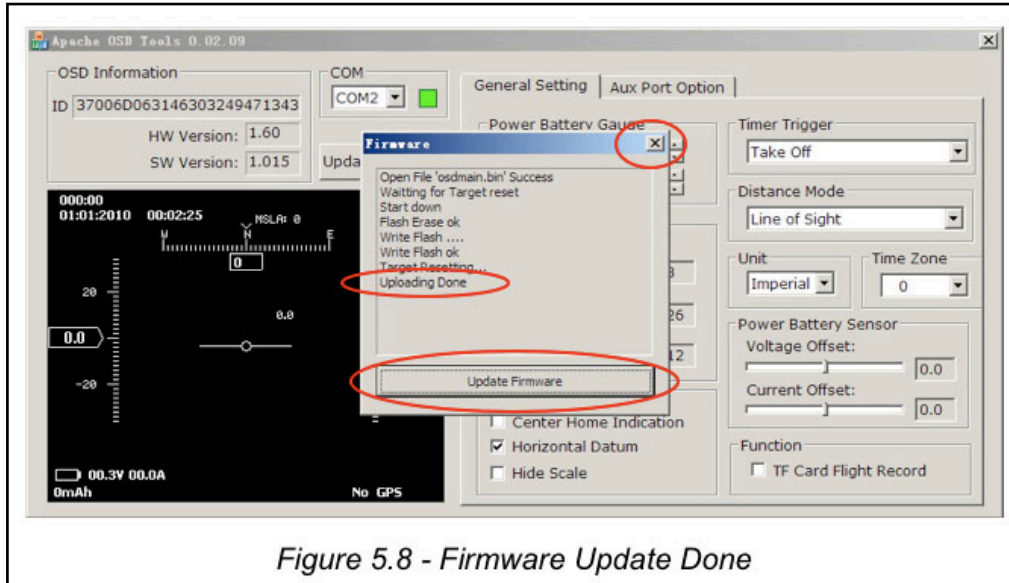 Apache OSD Tools 0.02.09
OSD Information
ID 37006D063146303249471343
HW Version: 1.60
SW Version: 1.015
COM
COM2
Upda
General Setting
Aux Port Option
Power Battery Gauge
Timer Trigger
Take Off
Distance Mode
Line of Sight
Unit
Imperial
Time Zone
0
Power Battery Sensor
Voltage Offset:
0.0
Current Offset:
0.0
Function
TF Card Flight Record
26
12
Center Home Indication
Horizontal Datum
Hide Scale
Firmware
Open File 'osdmain.bin' Success
Waitting for Target reset
Start down
Flash Erase ok
Write Flash ....
Write Flash ok
Target Resetting...
Uploading Done
Update Firmware
000:00
01:01:2010 00:02:25
MSLA: 0
W N E
0
20
0.0
0.0
-20
00.3V 00.0A
0mAh
No GPS
Figure 5.8 - Firmware Update Done